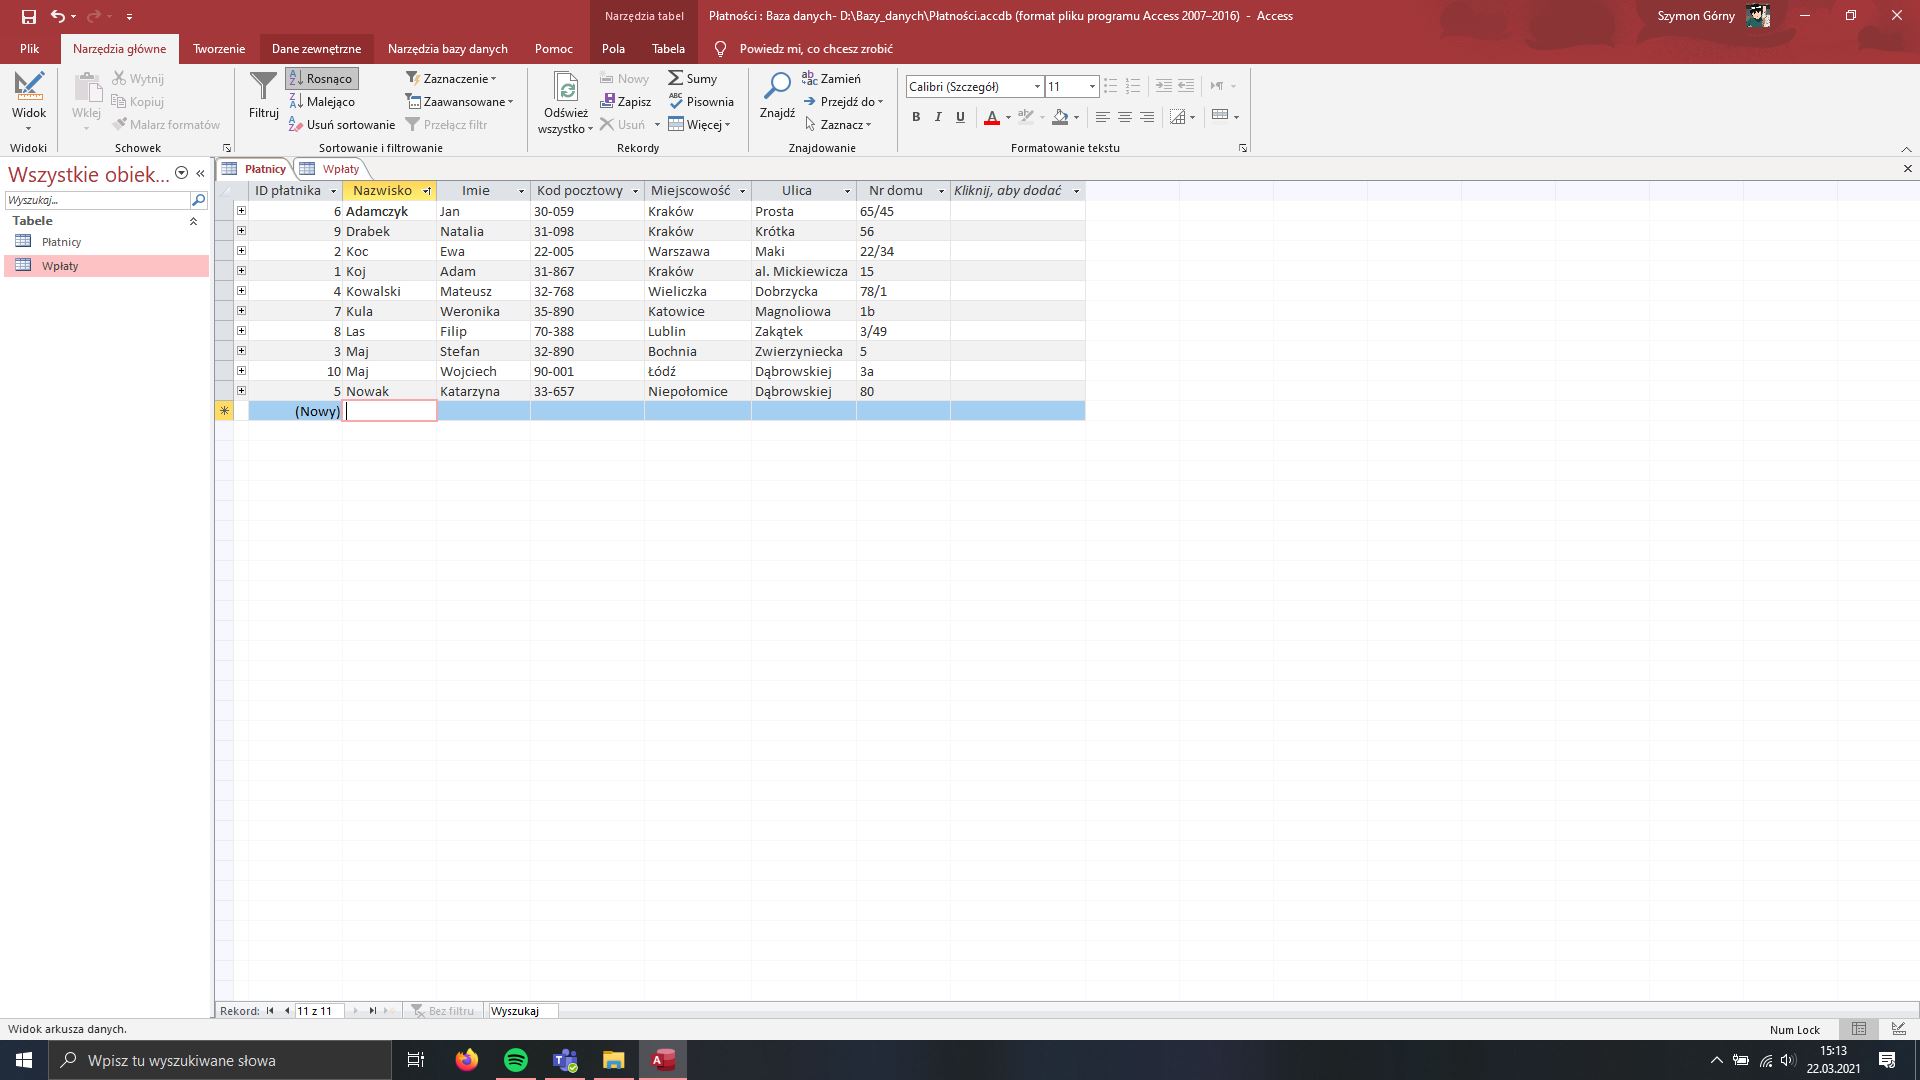 Narzędzia tabel
Płatności : Baza danych- D:\Bazy_danych\Płatności.accdb (format pliku programu Access 2007–2016) - Access
Szymon Górny
Plik
Narzędzia główne
Tworzenie
Dane zewnętrzne
Narzędzia bazy danych
Pomoc
Pola
Tabela
Powiedz mi, co chcesz zrobić
Widok
Widoki
Wklej
Wytnij
Kopiuj
Malarz formatów
Schowek
Filtruj
Rosnąco
Malejąco
Usuń sortowanie
Zaznaczenie
Zaawansowane
Przełącz filtr
Sortowanie i filtrowanie
Odśwież
wszystko
Nowy
Zapisz
Usuń
Sumy
Pisownia
Więcej
Rekordy
Znajdź
Zamień
Przejdź do
Zaznacz
Znajdowanie
Calibri (Szczegół)
11
B I U
Formatowanie tekstu
Wszystkie obiek...
Wyszukaj...
Tabele
Płatnicy
Wpłaty
Płatnicy
Wpłaty
ID płatnika Nazwisko Imie Kod pocztowy Miejscowość Ulica Nr domu Kliknij, aby dodać
6 Adamczyk Jan 30-059 Kraków Prosta 65/45
9 Drabek Natalia 31-098 Kraków Krótka 56
2 Koc Ewa 22-005 Warszawa Maki 22/34
1 Koj Adam 31-867 Kraków al. Mickiewicza 15
4 Kowalski Mateusz 32-768 Wieliczka Dobrzycka 78/1
7 Kula Weronika 35-890 Katowice Magnoliowa 1b
8 Las Filip 70-388 Lublin Zakątek 3/49
3 Maj Stefan 32-890 Bochnia Zwierzyniecka 5
10 Maj Wojciech 90-001 Łódź Dąbrowskiej 3a
5 Nowak Katarzyna 33-657 Niepołomice Dąbrowskiej 80
(Nowy)
Rekord: 11 z 11 Bez filtru Wyszukaj
Widok arkusza danych.
Num Lock
Wpisz tu wyszukiwane słowa
15:13
22.03.2021